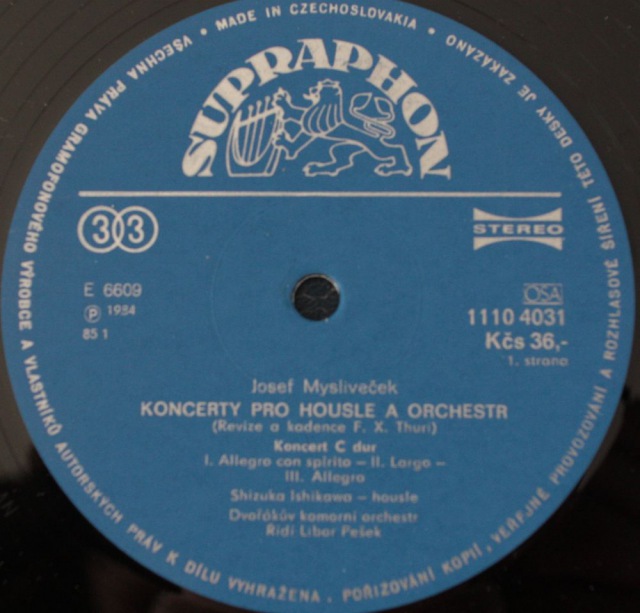 VŠECHNA PRÁVA GRAMOFONOVÉHO VÝROBCE A VLASTNÍKŮ AUTORSKÝCH PRÁV K DÍLU VYHRAŽENA. POŘIZOVÁNÍ KOPIÍ, VEŘEJNÉ PROVOZOVÁNÍ A ROZHLASOVÉ ŠÍŘENÍ TÉTO DESKY JE ZAKÁZÁNO
• MADE IN CZECHOSLOVAKIA •
SUPRAPHON
33
STEREO
E 6609
Ⓟ 1984
85 1
OSA
1110 4031
Kčs 36,-
1. strana
Josef Mysliveček
KONCERTY PRO HOUSLE A ORCHESTR
(Revize a kadence F. X. Thuri)
Koncert C dur
I. Allegro con spirito – II. Largo –
III. Allegro
Shizuka Ishikawa – housle
Dvořákův komorní orchestr
Řídí Libor Pešek